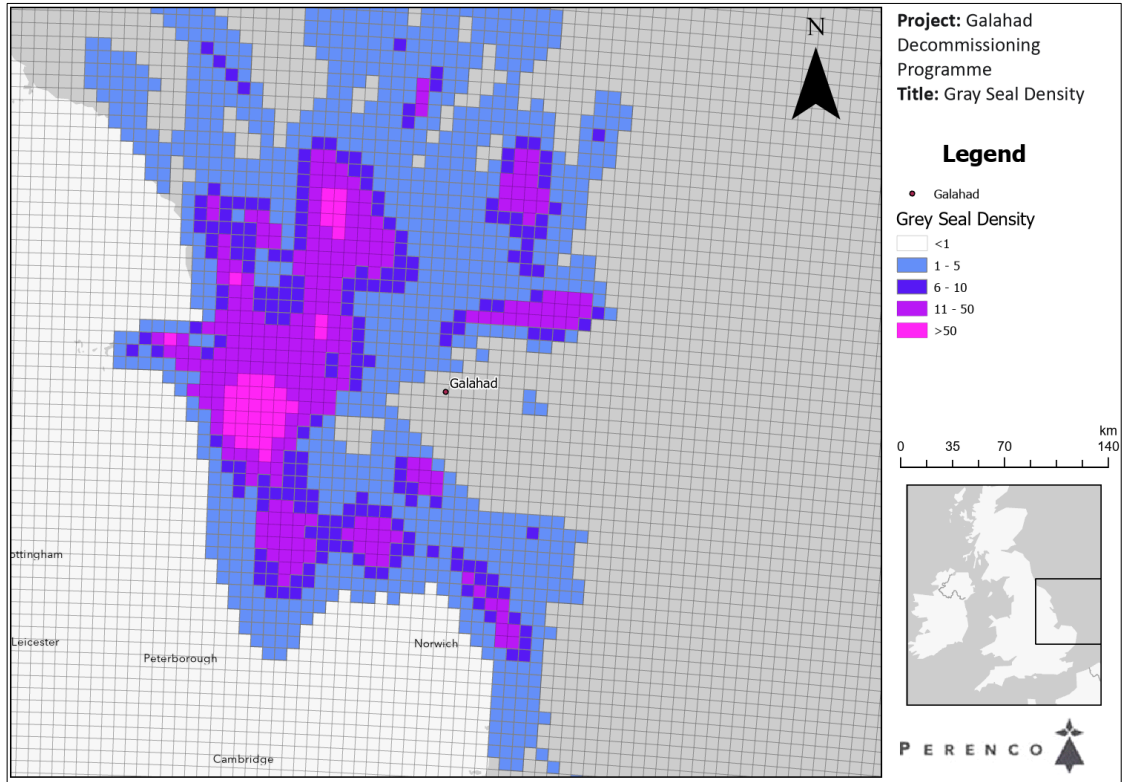 N
Galahad
ottingham
Leicester
Peterborough
Norwich
Cambridge
Project: Galahad
Decommissioning
Programme
Title: Gray Seal Density
Legend
Galahad
Grey Seal Density
<1
1 - 5
6 - 10
11 - 50
>50
km
0 35 70 140
PERENCO